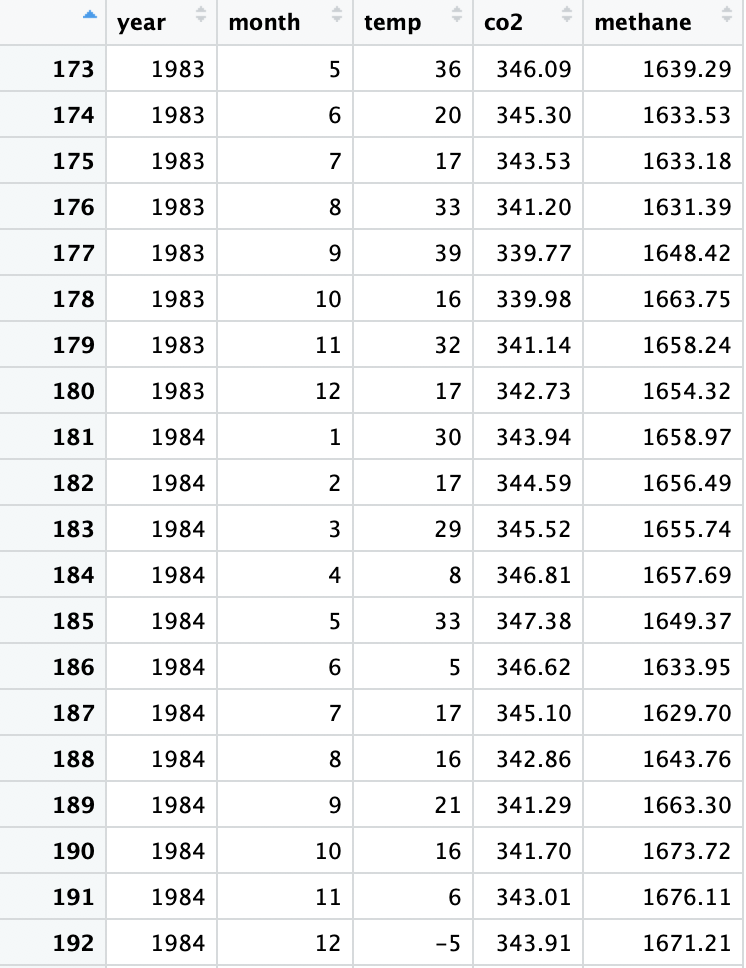 year month temp co2 methane
173 1983 5 36 346.09 1639.29
174 1983 6 20 345.30 1633.53
175 1983 7 17 343.53 1633.18
176 1983 8 33 341.20 1631.39
177 1983 9 39 339.77 1648.42
178 1983 10 16 339.98 1663.75
179 1983 11 32 341.14 1658.24
180 1983 12 17 342.73 1654.32
181 1984 1 30 343.94 1658.97
182 1984 2 17 344.59 1656.49
183 1984 3 29 345.52 1655.74
184 1984 4 8 346.81 1657.69
185 1984 5 33 347.38 1649.37
186 1984 6 5 346.62 1633.95
187 1984 7 17 345.10 1629.70
188 1984 8 16 342.86 1643.76
189 1984 9 21 341.29 1663.30
190 1984 10 16 341.70 1673.72
191 1984 11 6 343.01 1676.11
192 1984 12 -5 343.91 1671.21